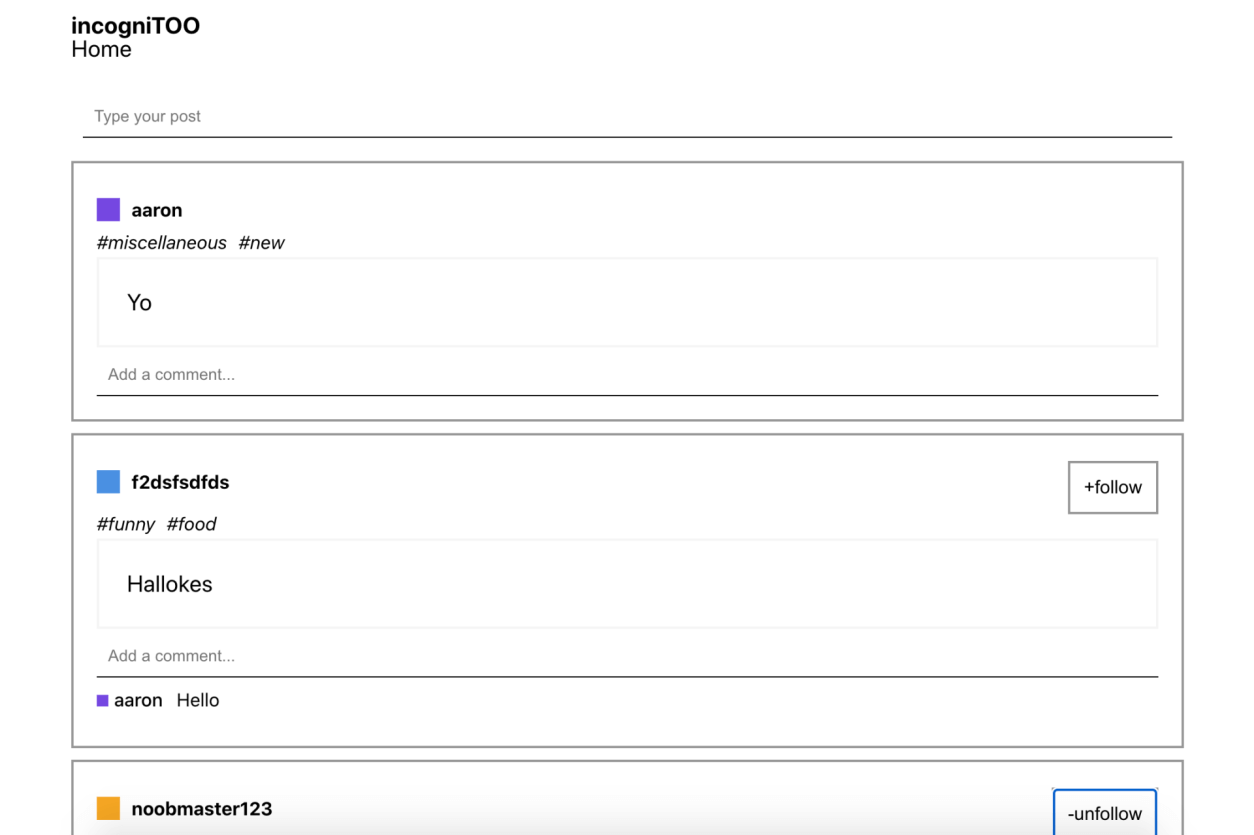 incogniTOO
Home
Type your post
aaron
#miscellaneous #new
Yo
Add a comment...
f2dsfsdfds
+follow
#funny #food
Hallokes
Add a comment...
aaron Hello
noobmaster123
-unfollow